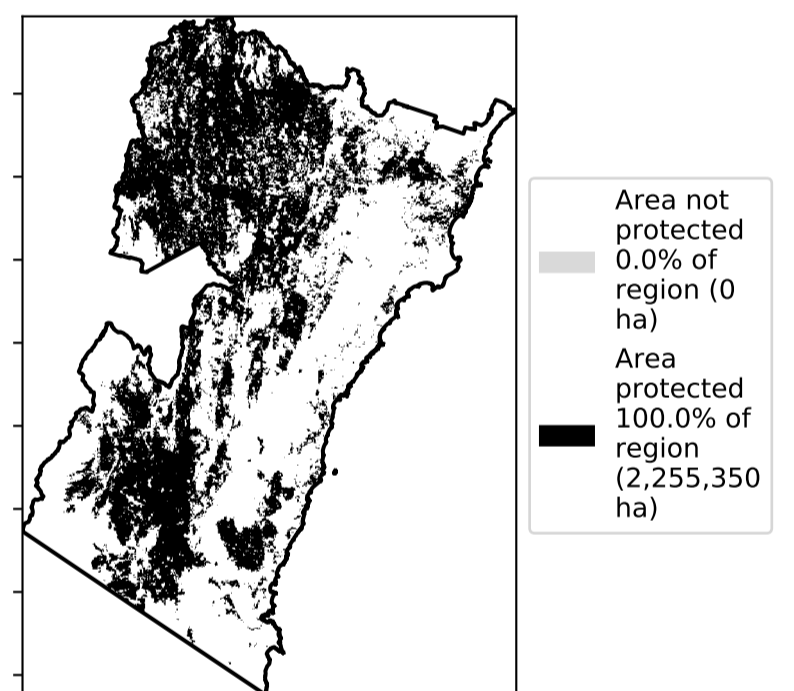 Area not
protected
0.0% of
region (0
ha)
Area
protected
100.0% of
region
(2,255,350
ha)